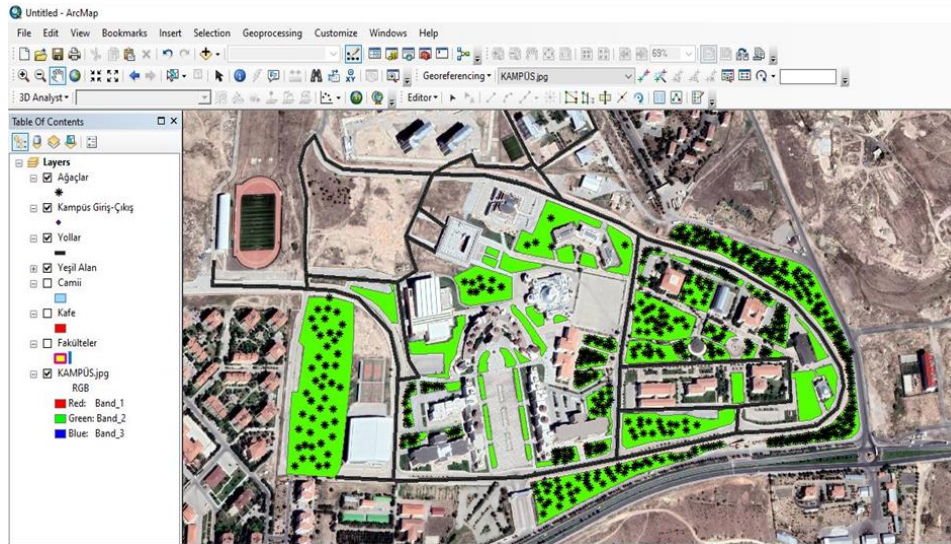 Untitled - ArcMap
File Edit View Bookmarks Insert Selection Geoprocessing Customize Windows Help
69%
Georeferencing KAMPÜS.jpg
3D Analyst
Editor
Table Of Contents
Layers
Ağaçlar
Kampüs Giriş-Çıkış
Yollar
Yeşil Alan
Camii
Kafe
Fakülteler
KAMPÜS.jpg
RGB
Red: Band_1
Green: Band_2
Blue: Band_3